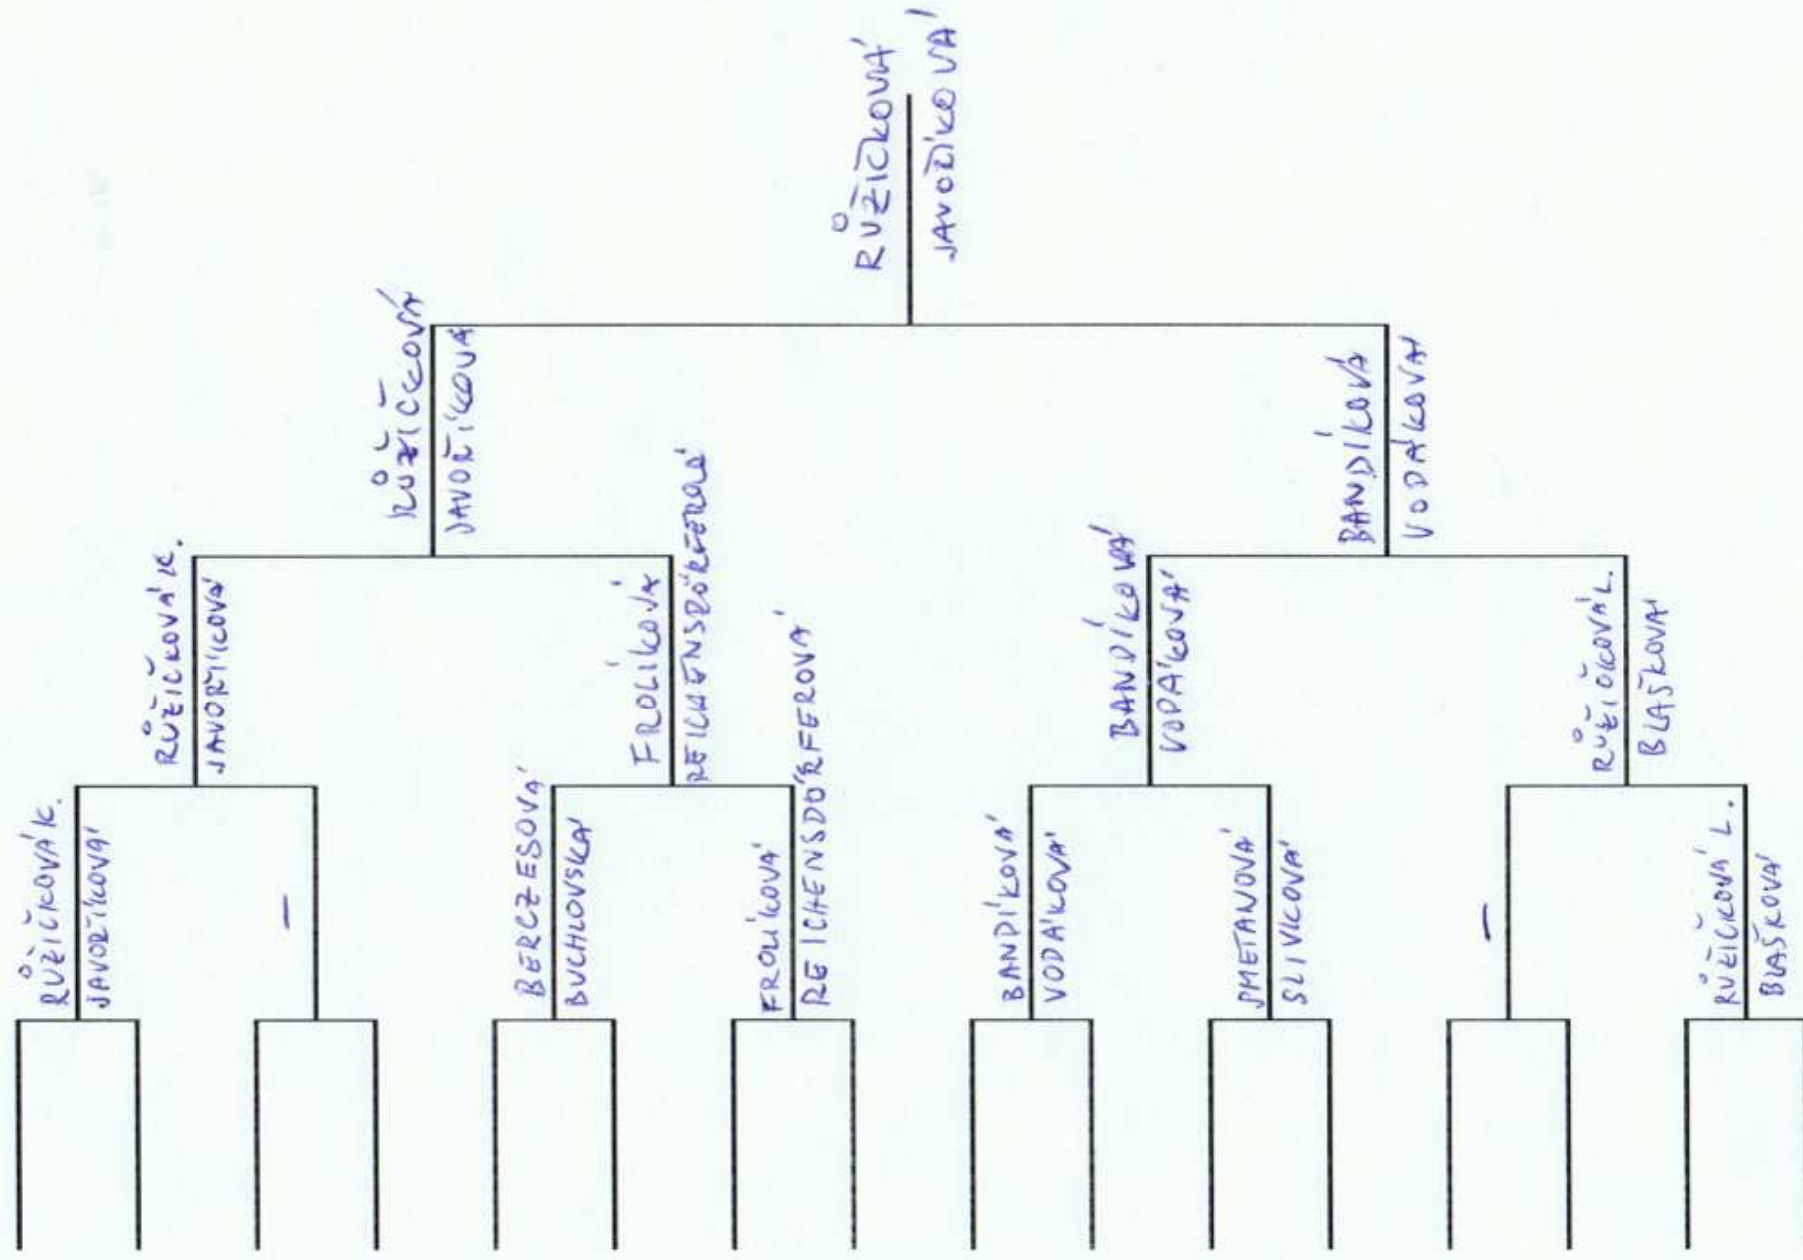 RŮŽIČKOVÁ K.
JAVOŘÍKOVÁ
—
BERCZESOVÁ
BUCHLOVSKÁ
FROLÍKOVÁ
REICHENSDÖRFEROVÁ
BANDÍKOVÁ
VODÁKOVÁ
SMETANOVÁ
SLIVKOVÁ
—
RŮŽIČKOVÁ L.
BLAŠKOVÁ
RŮŽIČKOVÁ K.
JAVOŘÍKOVÁ
FROLÍKOVÁ
REICHENSDÖRFEROVÁ
BANDÍKOVÁ
VODÁKOVÁ
RŮŽIČKOVÁ L.
BLAŠKOVÁ
RŮŽIČKOVÁ
JAVOŘÍKOVÁ
BANDÍKOVÁ
VODÁKOVÁ
RŮŽIČKOVÁ
JAVOŘÍKOVÁ